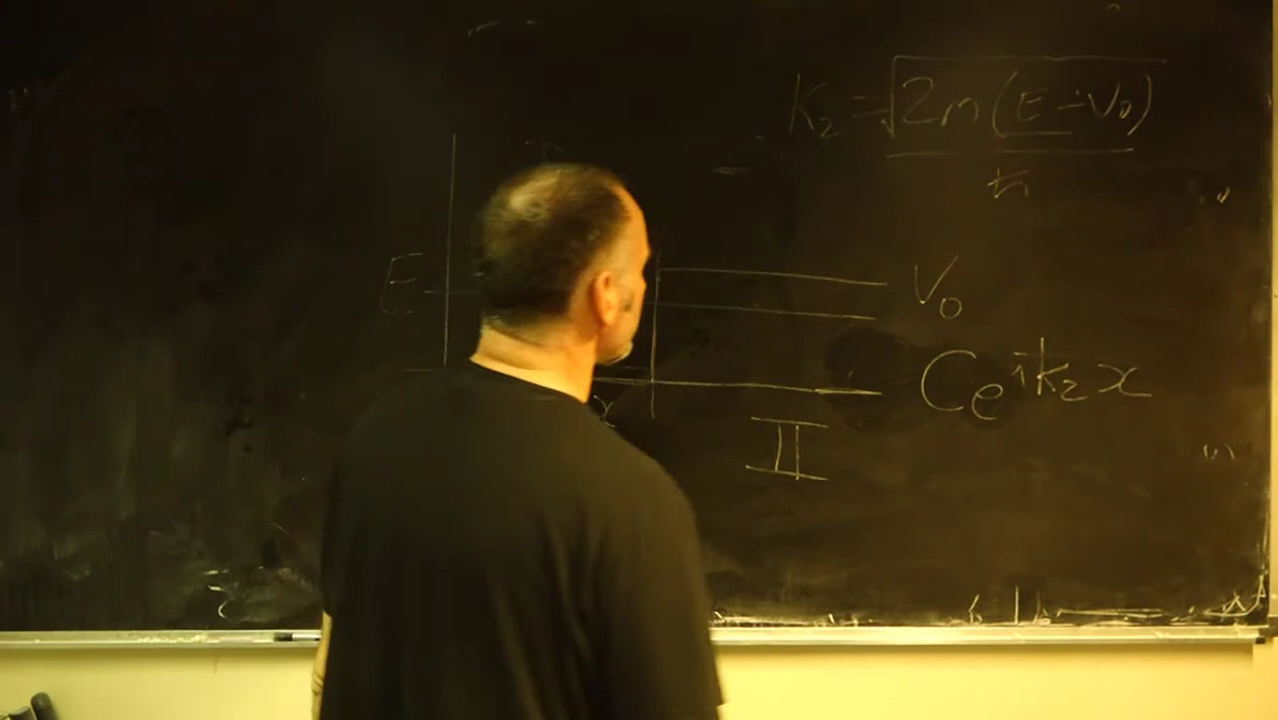 K₂ = √2m(E - V₀)
ħ
E
V₀
Ce^ik₂x
x
II